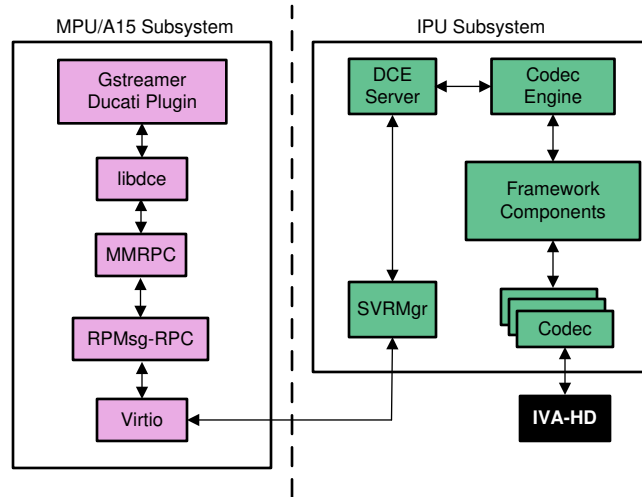 MPU/A15 Subsystem
Gstreamer
Ducati Plugin
libdce
MMRPC
RPMsg-RPC
Virtio
IPU Subsystem
DCE
Server
Codec
Engine
Framework
Components
SVRMgr
Codec
IVA-HD